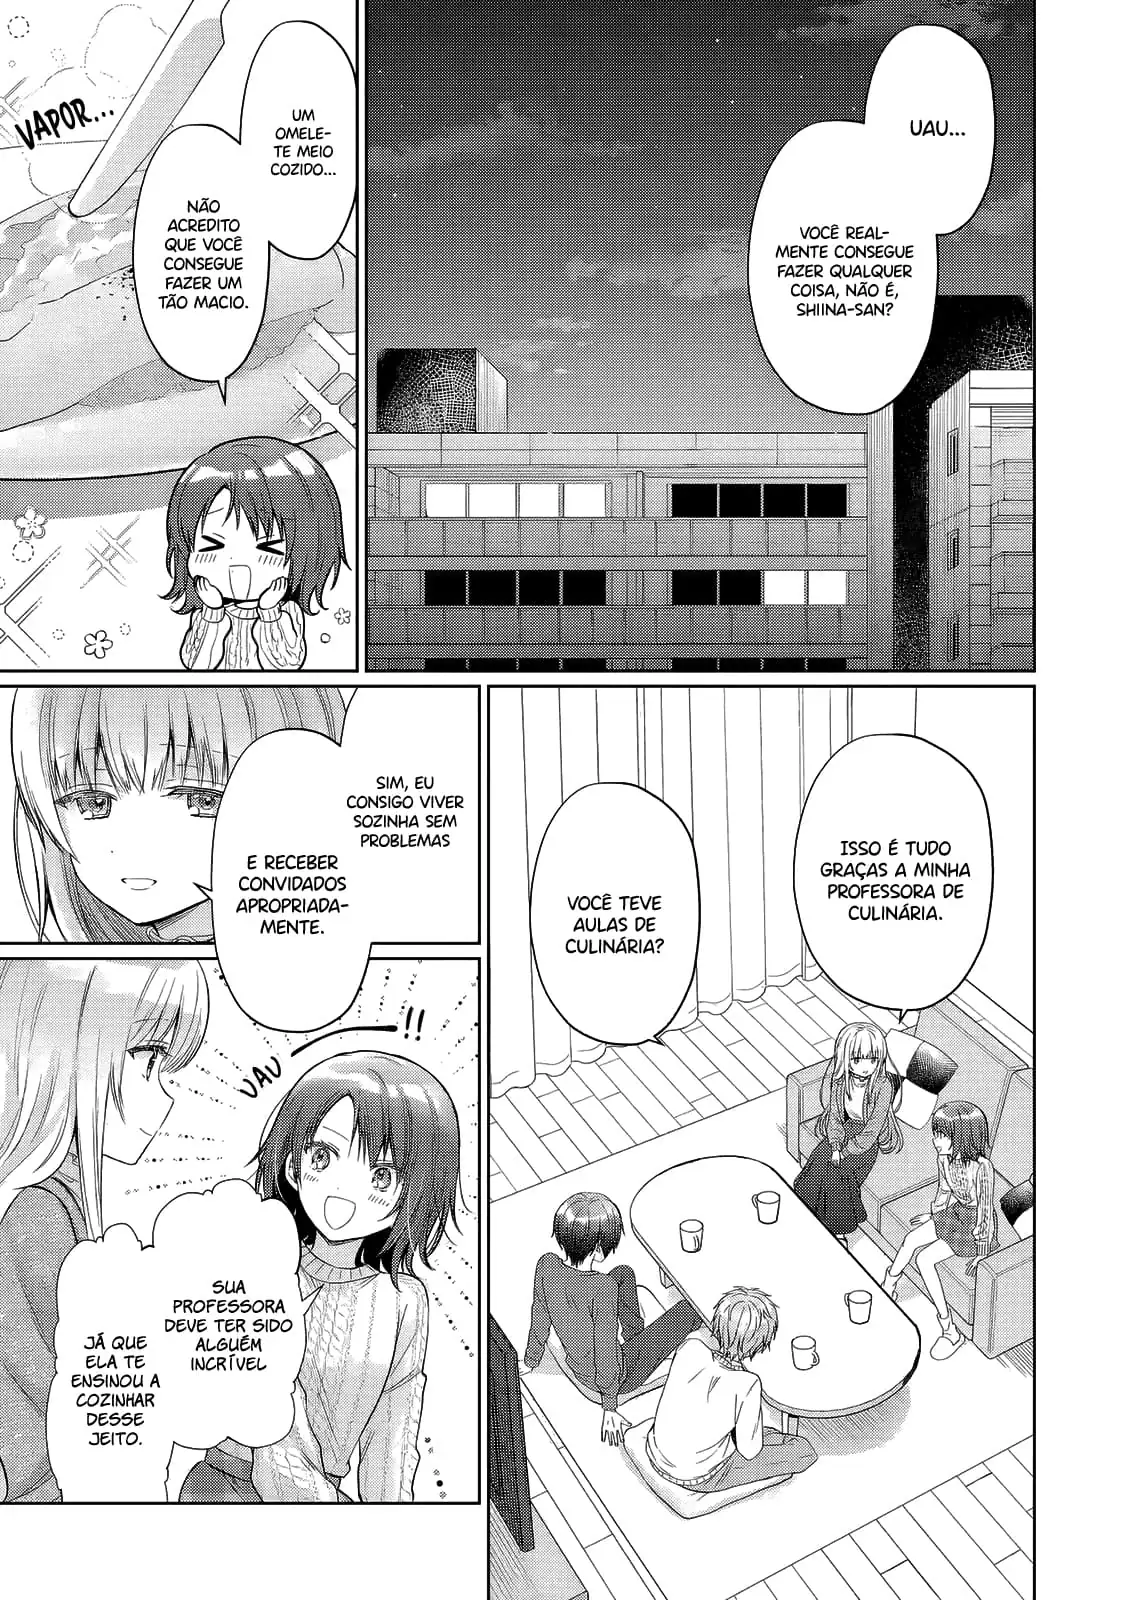 UAU...
VOCÊ REAL-
MENTE CONSEGUE
FAZER QUALQUER
COISA, NÃO É,
SHIINA-SAN?
UM
OMELE-
TE MEIO
COZIDO...
NÃO
ACREDITO
QUE VOCÊ
CONSEGUE
FAZER UM
TÃO MACIO.
VAPOR...
ISSO É TUDO
GRAÇAS A MINHA
PROFESSORA DE
CULINÁRIA.
VOCÊ TEVE
AULAS DE
CULINÁRIA?
SIM, EU
CONSIGO VIVER
SOZINHA SEM
PROBLEMAS
E RECEBER
CONVIDADOS
APROPRIADA-
MENTE.
UAU
!!
SUA
PROFESSORA
DEVE TER SIDO
ALGUÉM
INCRÍVEL
JÁ QUE
ELA TE
ENSINOU A
COZINHAR
DESSE
JEITO.